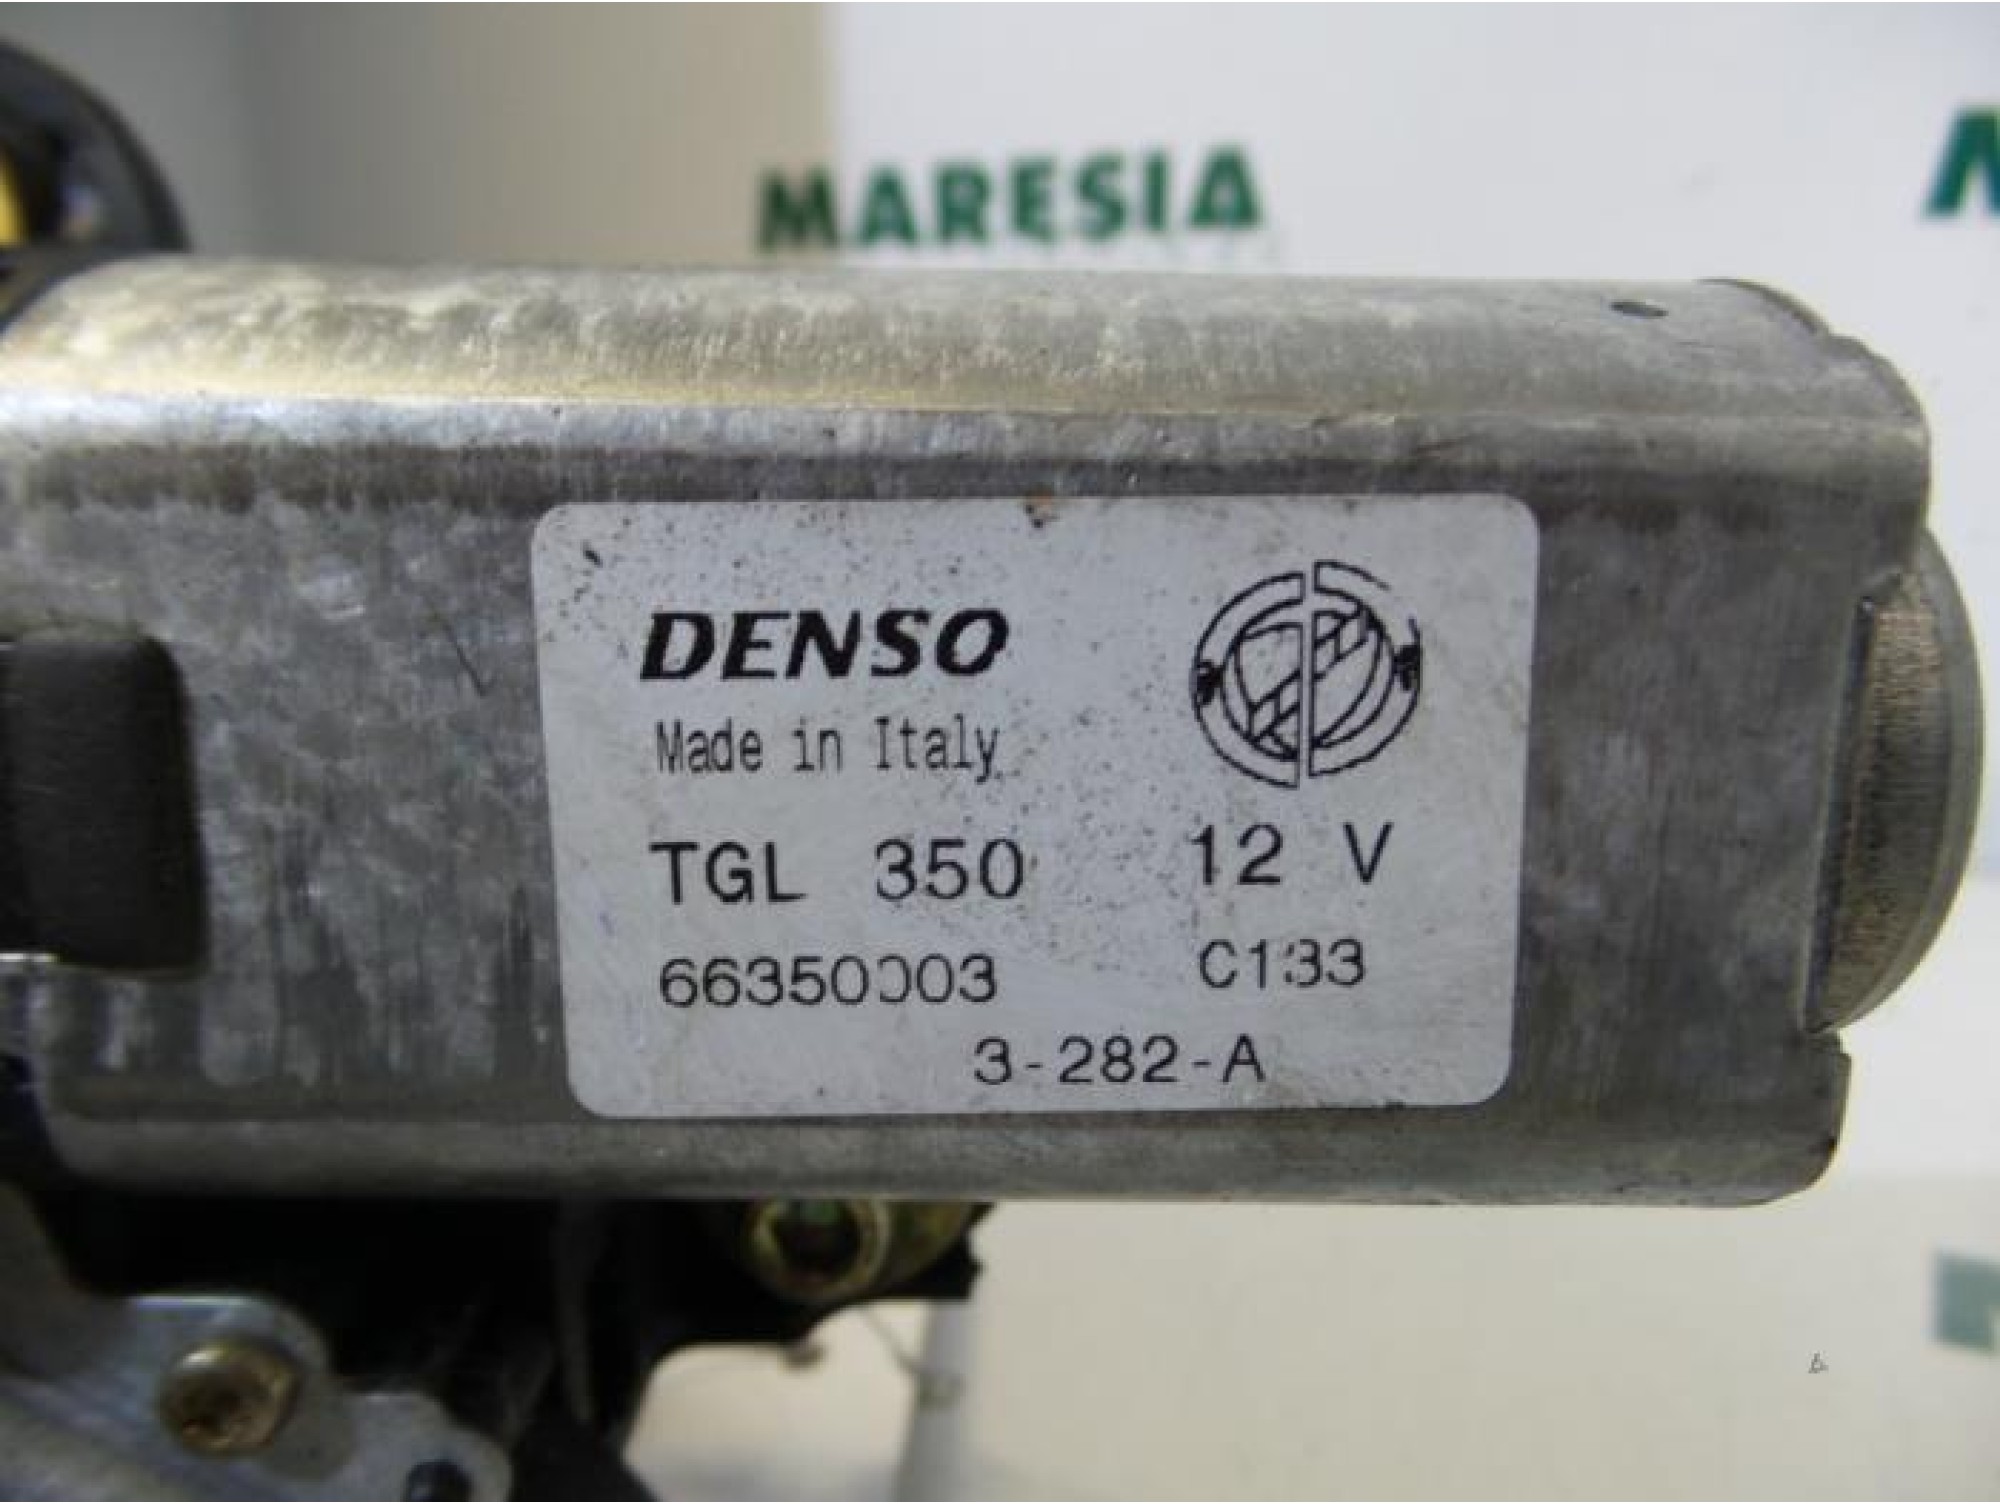 MARESIA
DENSO
Made in Italy
TGL 350 12 V
66350003 C133
3-282-A